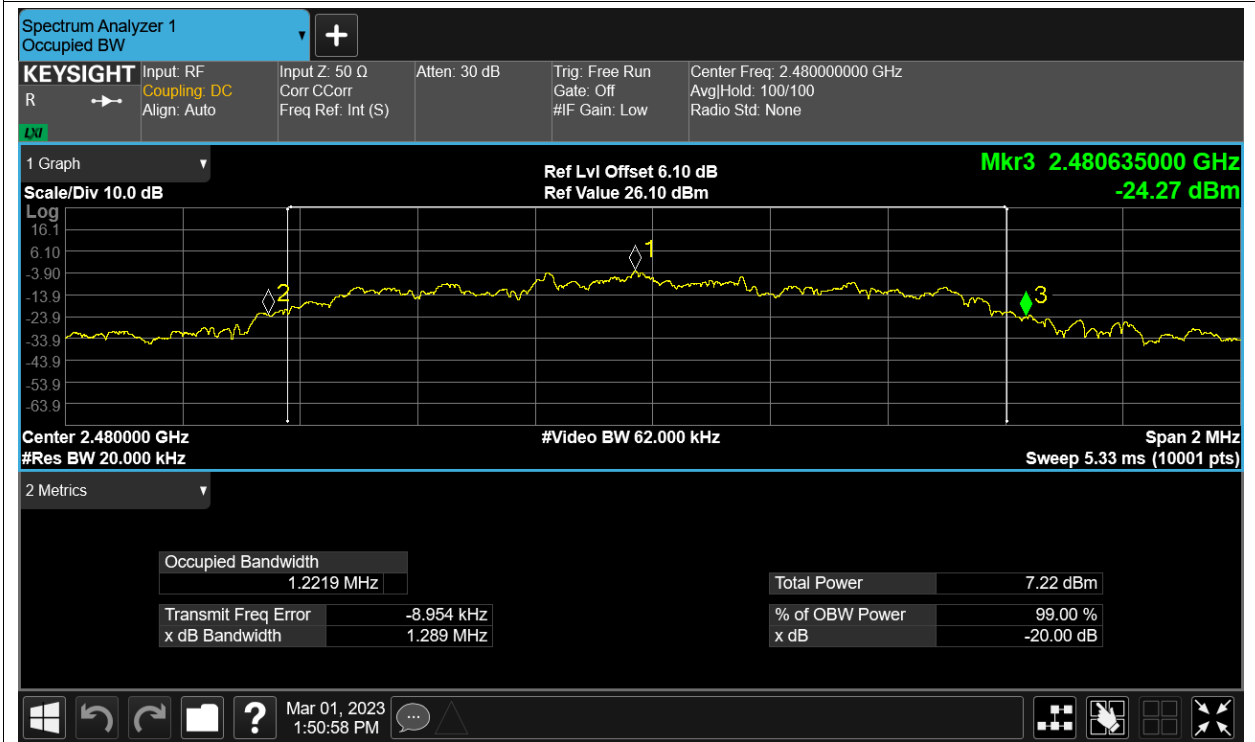 Spectrum Analyzer 1
Occupied BW
KEYSIGHT
R
LXI
Input: RF
Coupling: DC
Align: Auto
Input Z: 50 Ω
Corr CCorr
Freq Ref: Int (S)
Atten: 30 dB
Trig: Free Run
Gate: Off
#IF Gain: Low
Center Freq: 2.480000000 GHz
Avg|Hold: 100/100
Radio Std: None
1 Graph
Scale/Div 10.0 dB
Ref Lvl Offset 6.10 dB
Ref Value 26.10 dBm
Mkr3 2.480635000 GHz
-24.27 dBm
Log
16.1
6.10
-3.90
-13.9
-23.9
-33.9
-43.9
-53.9
-63.9
1
2
3
Center 2.480000 GHz
#Res BW 20.000 kHz
#Video BW 62.000 kHz
Span 2 MHz
Sweep 5.33 ms (10001 pts)
2 Metrics
Occupied Bandwidth
1.2219 MHz
Transmit Freq Error -8.954 kHz
x dB Bandwidth 1.289 MHz
Total Power 7.22 dBm
% of OBW Power 99.00 %
x dB -20.00 dB
?
Mar 01, 2023
1:50:58 PM